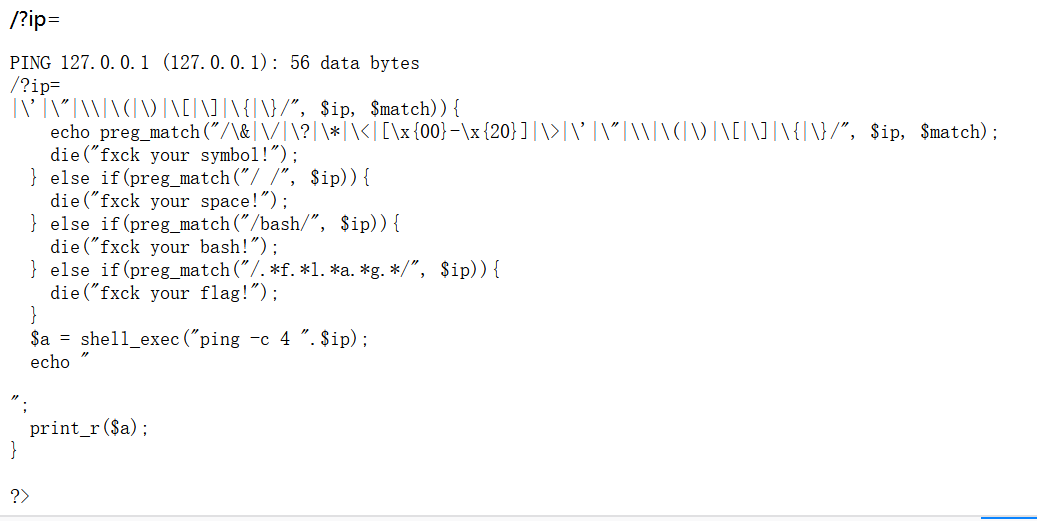 /?ip=
PING 127.0.0.1 (127.0.0.1): 56 data bytes
/?ip=
|\'|\"|\\|\(|\)|\[|\]|\{|\}/", $ip, $match)){
    echo preg_match("/\&|\/|\?|\*|\<|[\x{00}-\x{20}]|\>|\'|\"|\\|\(|\)|\[|\]|\{|\}/", $ip, $match);
    die("fxck your symbol!");
  } else if(preg_match("/ /", $ip)){
    die("fxck your space!");
  } else if(preg_match("/bash/", $ip)){
    die("fxck your bash!");
  } else if(preg_match("/.*f.*l.*a.*g.*/", $ip)){
    die("fxck your flag!");
  }
  $a = shell_exec("ping -c 4 ".$ip);
  echo "
";
  print_r($a);
}
?>